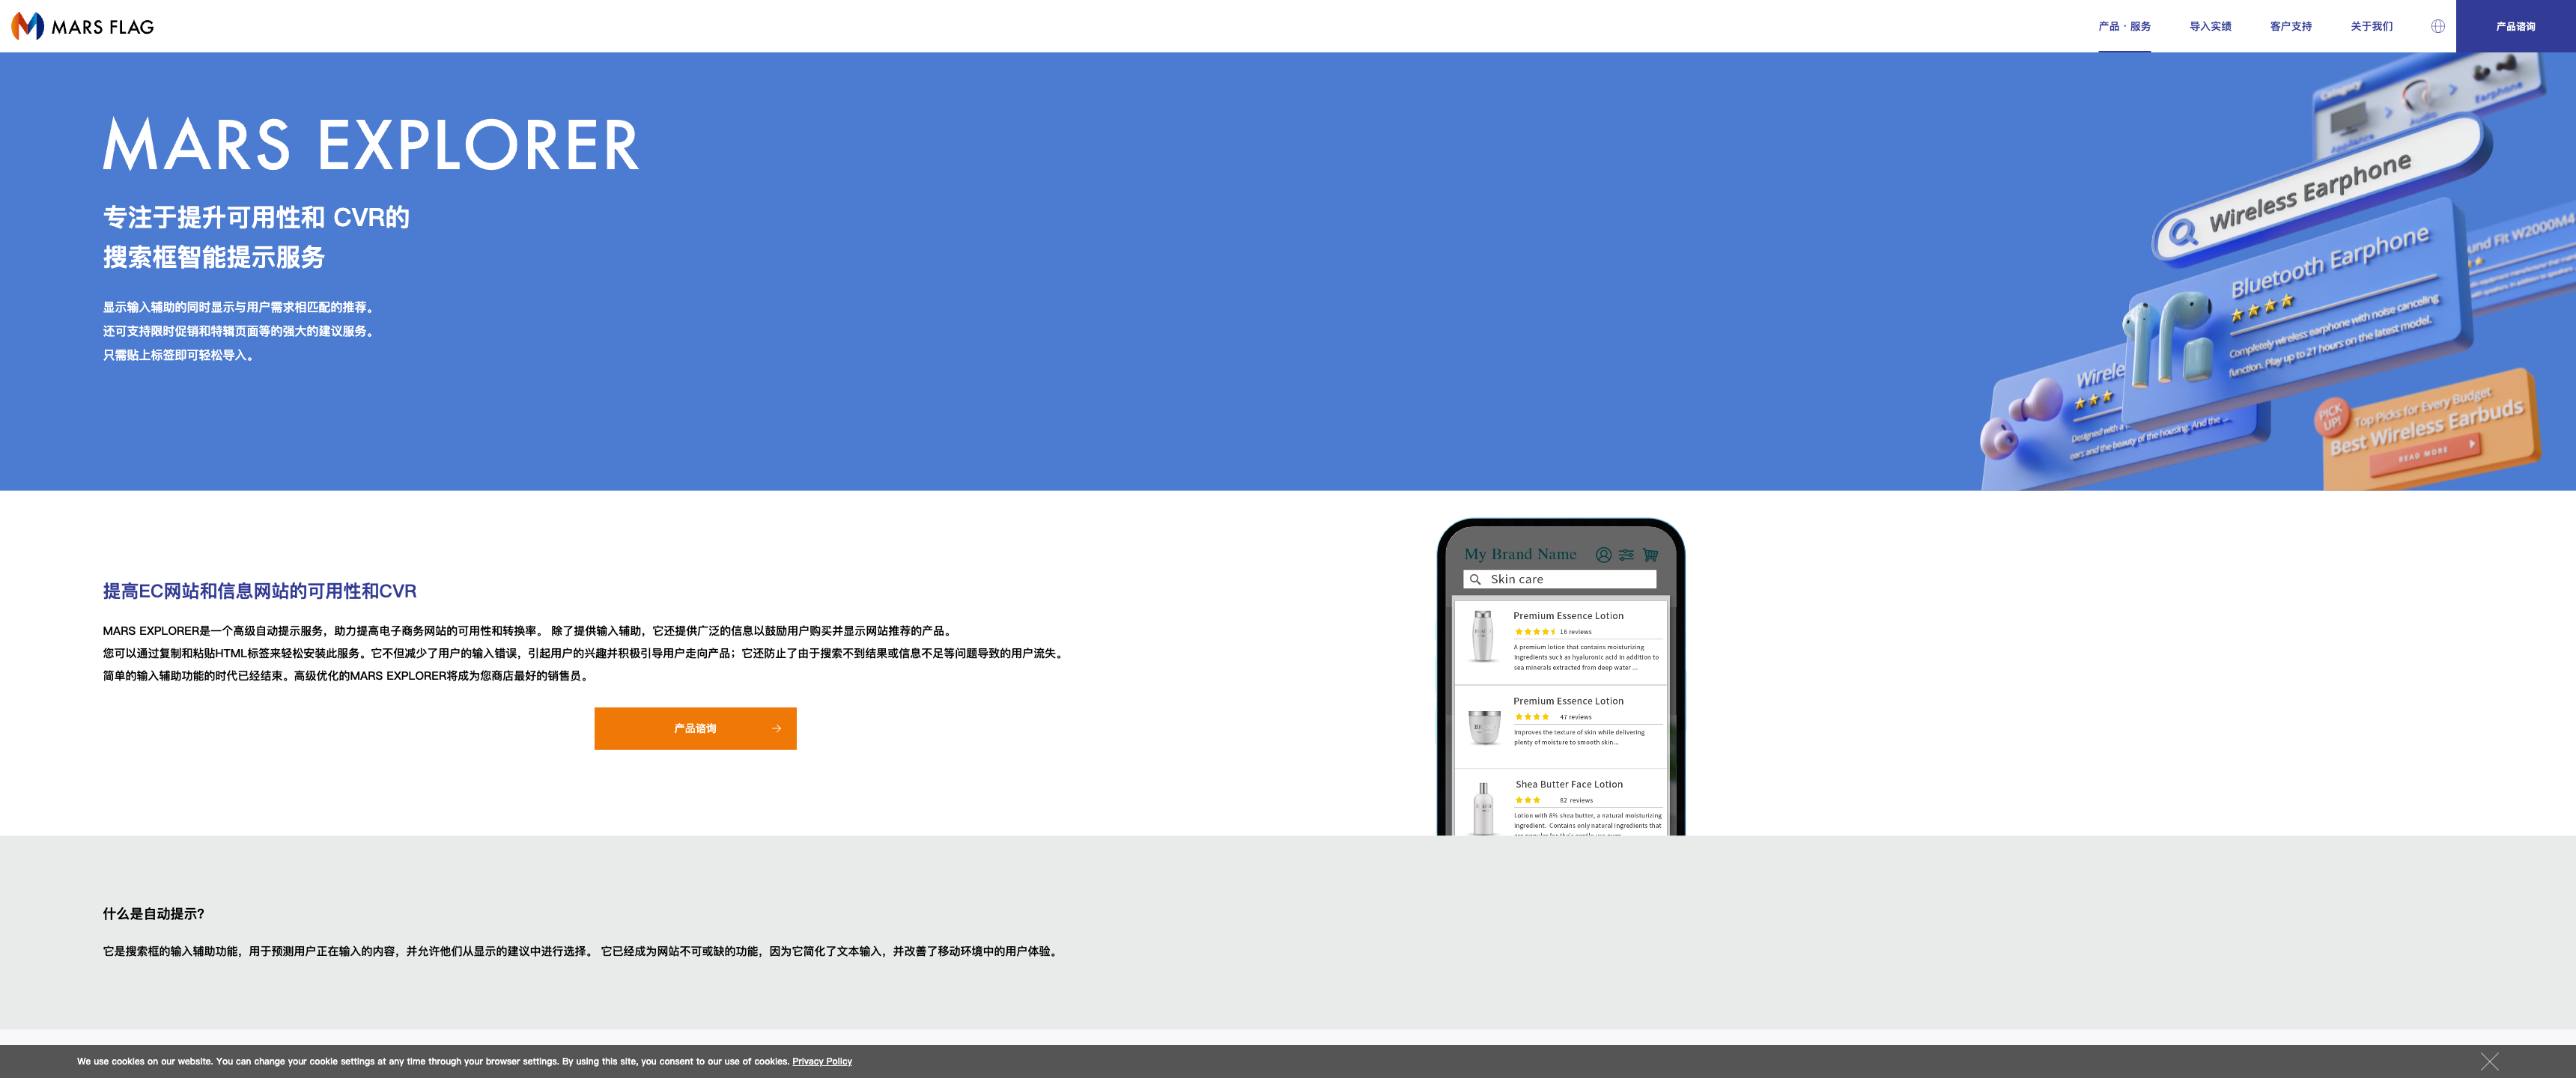 MARS FLAG
产品・服务
导入实绩
客户支持
关于我们
产品谘询
MARS EXPLORER
专注于提升可用性和 CVR的
搜索框智能提示服务
显示输入辅助的同时显示与用户需求相匹配的推荐。
还可支持限时促销和特辑页面等的强大的建议服务。
只需贴上标签即可轻松导入。
Category
Appliance
Audio
Earphone
Wireless Earphone
Bluetooth Earphone
Completely wireless earphone with noise canceling
function. Play up to 21 hours on the latest model.
und Fit W2000M4
Wirele
Designed with a
ears and the beauty of the housing. And the ...
PICK
UP!
Top Picks for Every Budget
Best Wireless Earbuds
READ MORE
提高EC网站和信息网站的可用性和CVR
MARS EXPLORER是一个高级自动提示服务，助力提高电子商务网站的可用性和转换率。 除了提供输入辅助，它还提供广泛的信息以鼓励用户购买并显示网站推荐的产品。
您可以通过复制和粘贴HTML标签来轻松安装此服务。它不但减少了用户的输入错误，引起用户的兴趣并积极引导用户走向产品；它还防止了由于搜索不到结果或信息不足等问题导致的用户流失。
简单的输入辅助功能的时代已经结束。高级优化的MARS EXPLORER将成为您商店最好的销售员。
产品谘询
My Brand Name
Skin care
Premium Essence Lotion
16 reviews
A premium lotion that contains moisturizing
ingredients such as hyaluronic acid in addition to
sea minerals extracted from deep water ...
Premium Essence Lotion
47 reviews
Improves the texture of skin while delivering
plenty of moisture to smooth skin...
Shea Butter Face Lotion
82 reviews
Lotion with 8% shea butter, a natural moisturizing
ingredient. Contains only natural ingredients that
什么是自动提示?
它是搜索框的输入辅助功能，用于预测用户正在输入的内容，并允许他们从显示的建议中进行选择。 它已经成为网站不可或缺的功能，因为它简化了文本输入，并改善了移动环境中的用户体验。
We use cookies on our website. You can change your cookie settings at any time through your browser settings. By using this site, you consent to our use of cookies. Privacy Policy